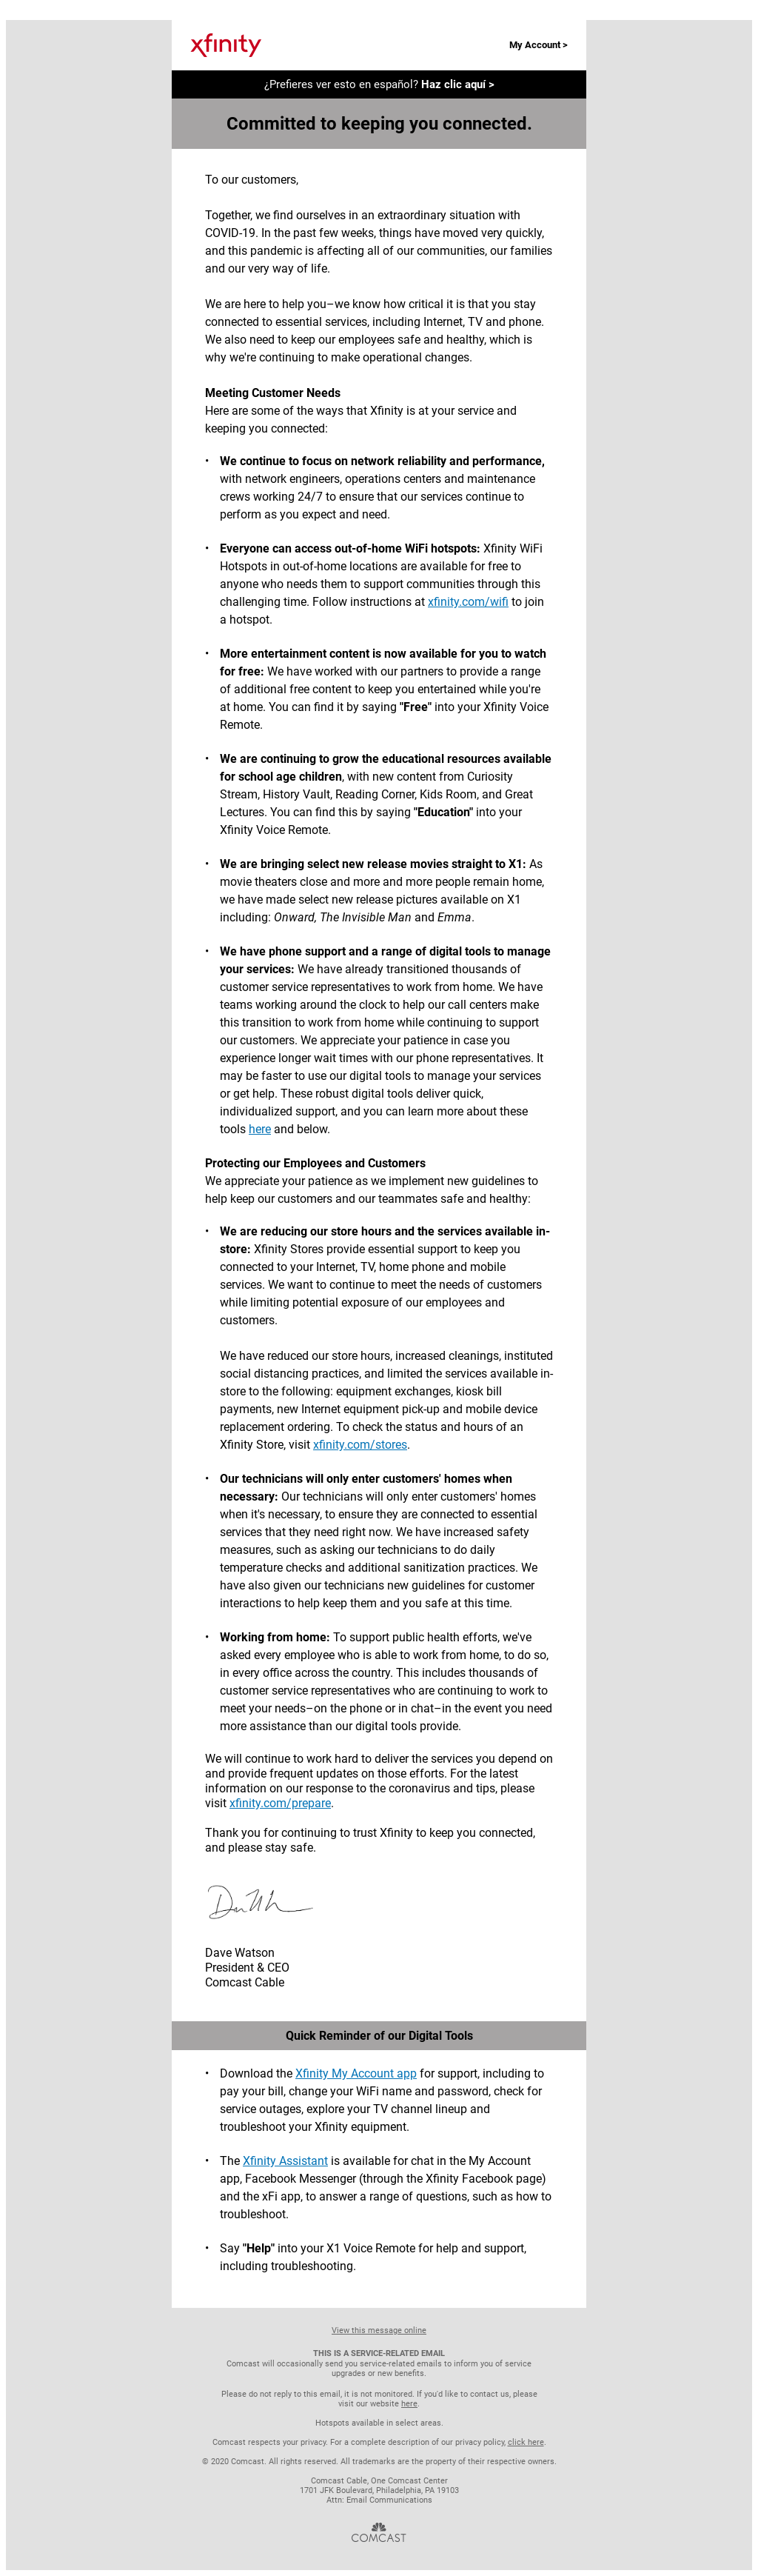 xfinity
My Account >
¿Prefieres ver esto en español? Haz clic aquí >
Committed to keeping you connected.
To our customers,
Together, we find ourselves in an extraordinary situation with
COVID-19. In the past few weeks, things have moved very quickly,
and this pandemic is affecting all of our communities, our families
and our very way of life.
We are here to help you–we know how critical it is that you stay
connected to essential services, including Internet, TV and phone.
We also need to keep our employees safe and healthy, which is
why we're continuing to make operational changes.
Meeting Customer Needs
Here are some of the ways that Xfinity is at your service and
keeping you connected:
• We continue to focus on network reliability and performance,
with network engineers, operations centers and maintenance
crews working 24/7 to ensure that our services continue to
perform as you expect and need.
• Everyone can access out-of-home WiFi hotspots: Xfinity WiFi
Hotspots in out-of-home locations are available for free to
anyone who needs them to support communities through this
challenging time. Follow instructions at xfinity.com/wifi to join
a hotspot.
• More entertainment content is now available for you to watch
for free: We have worked with our partners to provide a range
of additional free content to keep you entertained while you're
at home. You can find it by saying "Free" into your Xfinity Voice
Remote.
• We are continuing to grow the educational resources available
for school age children, with new content from Curiosity
Stream, History Vault, Reading Corner, Kids Room, and Great
Lectures. You can find this by saying "Education" into your
Xfinity Voice Remote.
• We are bringing select new release movies straight to X1: As
movie theaters close and more and more people remain home,
we have made select new release pictures available on X1
including: Onward, The Invisible Man and Emma.
• We have phone support and a range of digital tools to manage
your services: We have already transitioned thousands of
customer service representatives to work from home. We have
teams working around the clock to help our call centers make
this transition to work from home while continuing to support
our customers. We appreciate your patience in case you
experience longer wait times with our phone representatives. It
may be faster to use our digital tools to manage your services
or get help. These robust digital tools deliver quick,
individualized support, and you can learn more about these
tools here and below.
Protecting our Employees and Customers
We appreciate your patience as we implement new guidelines to
help keep our customers and our teammates safe and healthy:
• We are reducing our store hours and the services available in-
store: Xfinity Stores provide essential support to keep you
connected to your Internet, TV, home phone and mobile
services. We want to continue to meet the needs of customers
while limiting potential exposure of our employees and
customers.
We have reduced our store hours, increased cleanings, instituted
social distancing practices, and limited the services available in-
store to the following: equipment exchanges, kiosk bill
payments, new Internet equipment pick-up and mobile device
replacement ordering. To check the status and hours of an
Xfinity Store, visit xfinity.com/stores.
• Our technicians will only enter customers' homes when
necessary: Our technicians will only enter customers' homes
when it's necessary, to ensure they are connected to essential
services that they need right now. We have increased safety
measures, such as asking our technicians to do daily
temperature checks and additional sanitization practices. We
have also given our technicians new guidelines for customer
interactions to help keep them and you safe at this time.
• Working from home: To support public health efforts, we've
asked every employee who is able to work from home, to do so,
in every office across the country. This includes thousands of
customer service representatives who are continuing to work to
meet your needs–on the phone or in chat–in the event you need
more assistance than our digital tools provide.
We will continue to work hard to deliver the services you depend on
and provide frequent updates on those efforts. For the latest
information on our response to the coronavirus and tips, please
visit xfinity.com/prepare.
Thank you for continuing to trust Xfinity to keep you connected,
and please stay safe.
Dave Watson
President & CEO
Comcast Cable
Quick Reminder of our Digital Tools
• Download the Xfinity My Account app for support, including to
pay your bill, change your WiFi name and password, check for
service outages, explore your TV channel lineup and
troubleshoot your Xfinity equipment.
• The Xfinity Assistant is available for chat in the My Account
app, Facebook Messenger (through the Xfinity Facebook page)
and the xFi app, to answer a range of questions, such as how to
troubleshoot.
• Say "Help" into your X1 Voice Remote for help and support,
including troubleshooting.
View this message online
THIS IS A SERVICE-RELATED EMAIL
Comcast will occasionally send you service-related emails to inform you of service
upgrades or new benefits.
Please do not reply to this email, it is not monitored. If you'd like to contact us, please
visit our website here.
Hotspots available in select areas.
Comcast respects your privacy. For a complete description of our privacy policy, click here.
© 2020 Comcast. All rights reserved. All trademarks are the property of their respective owners.
Comcast Cable, One Comcast Center
1701 JFK Boulevard, Philadelphia, PA 19103
Attn: Email Communications
COMCAST